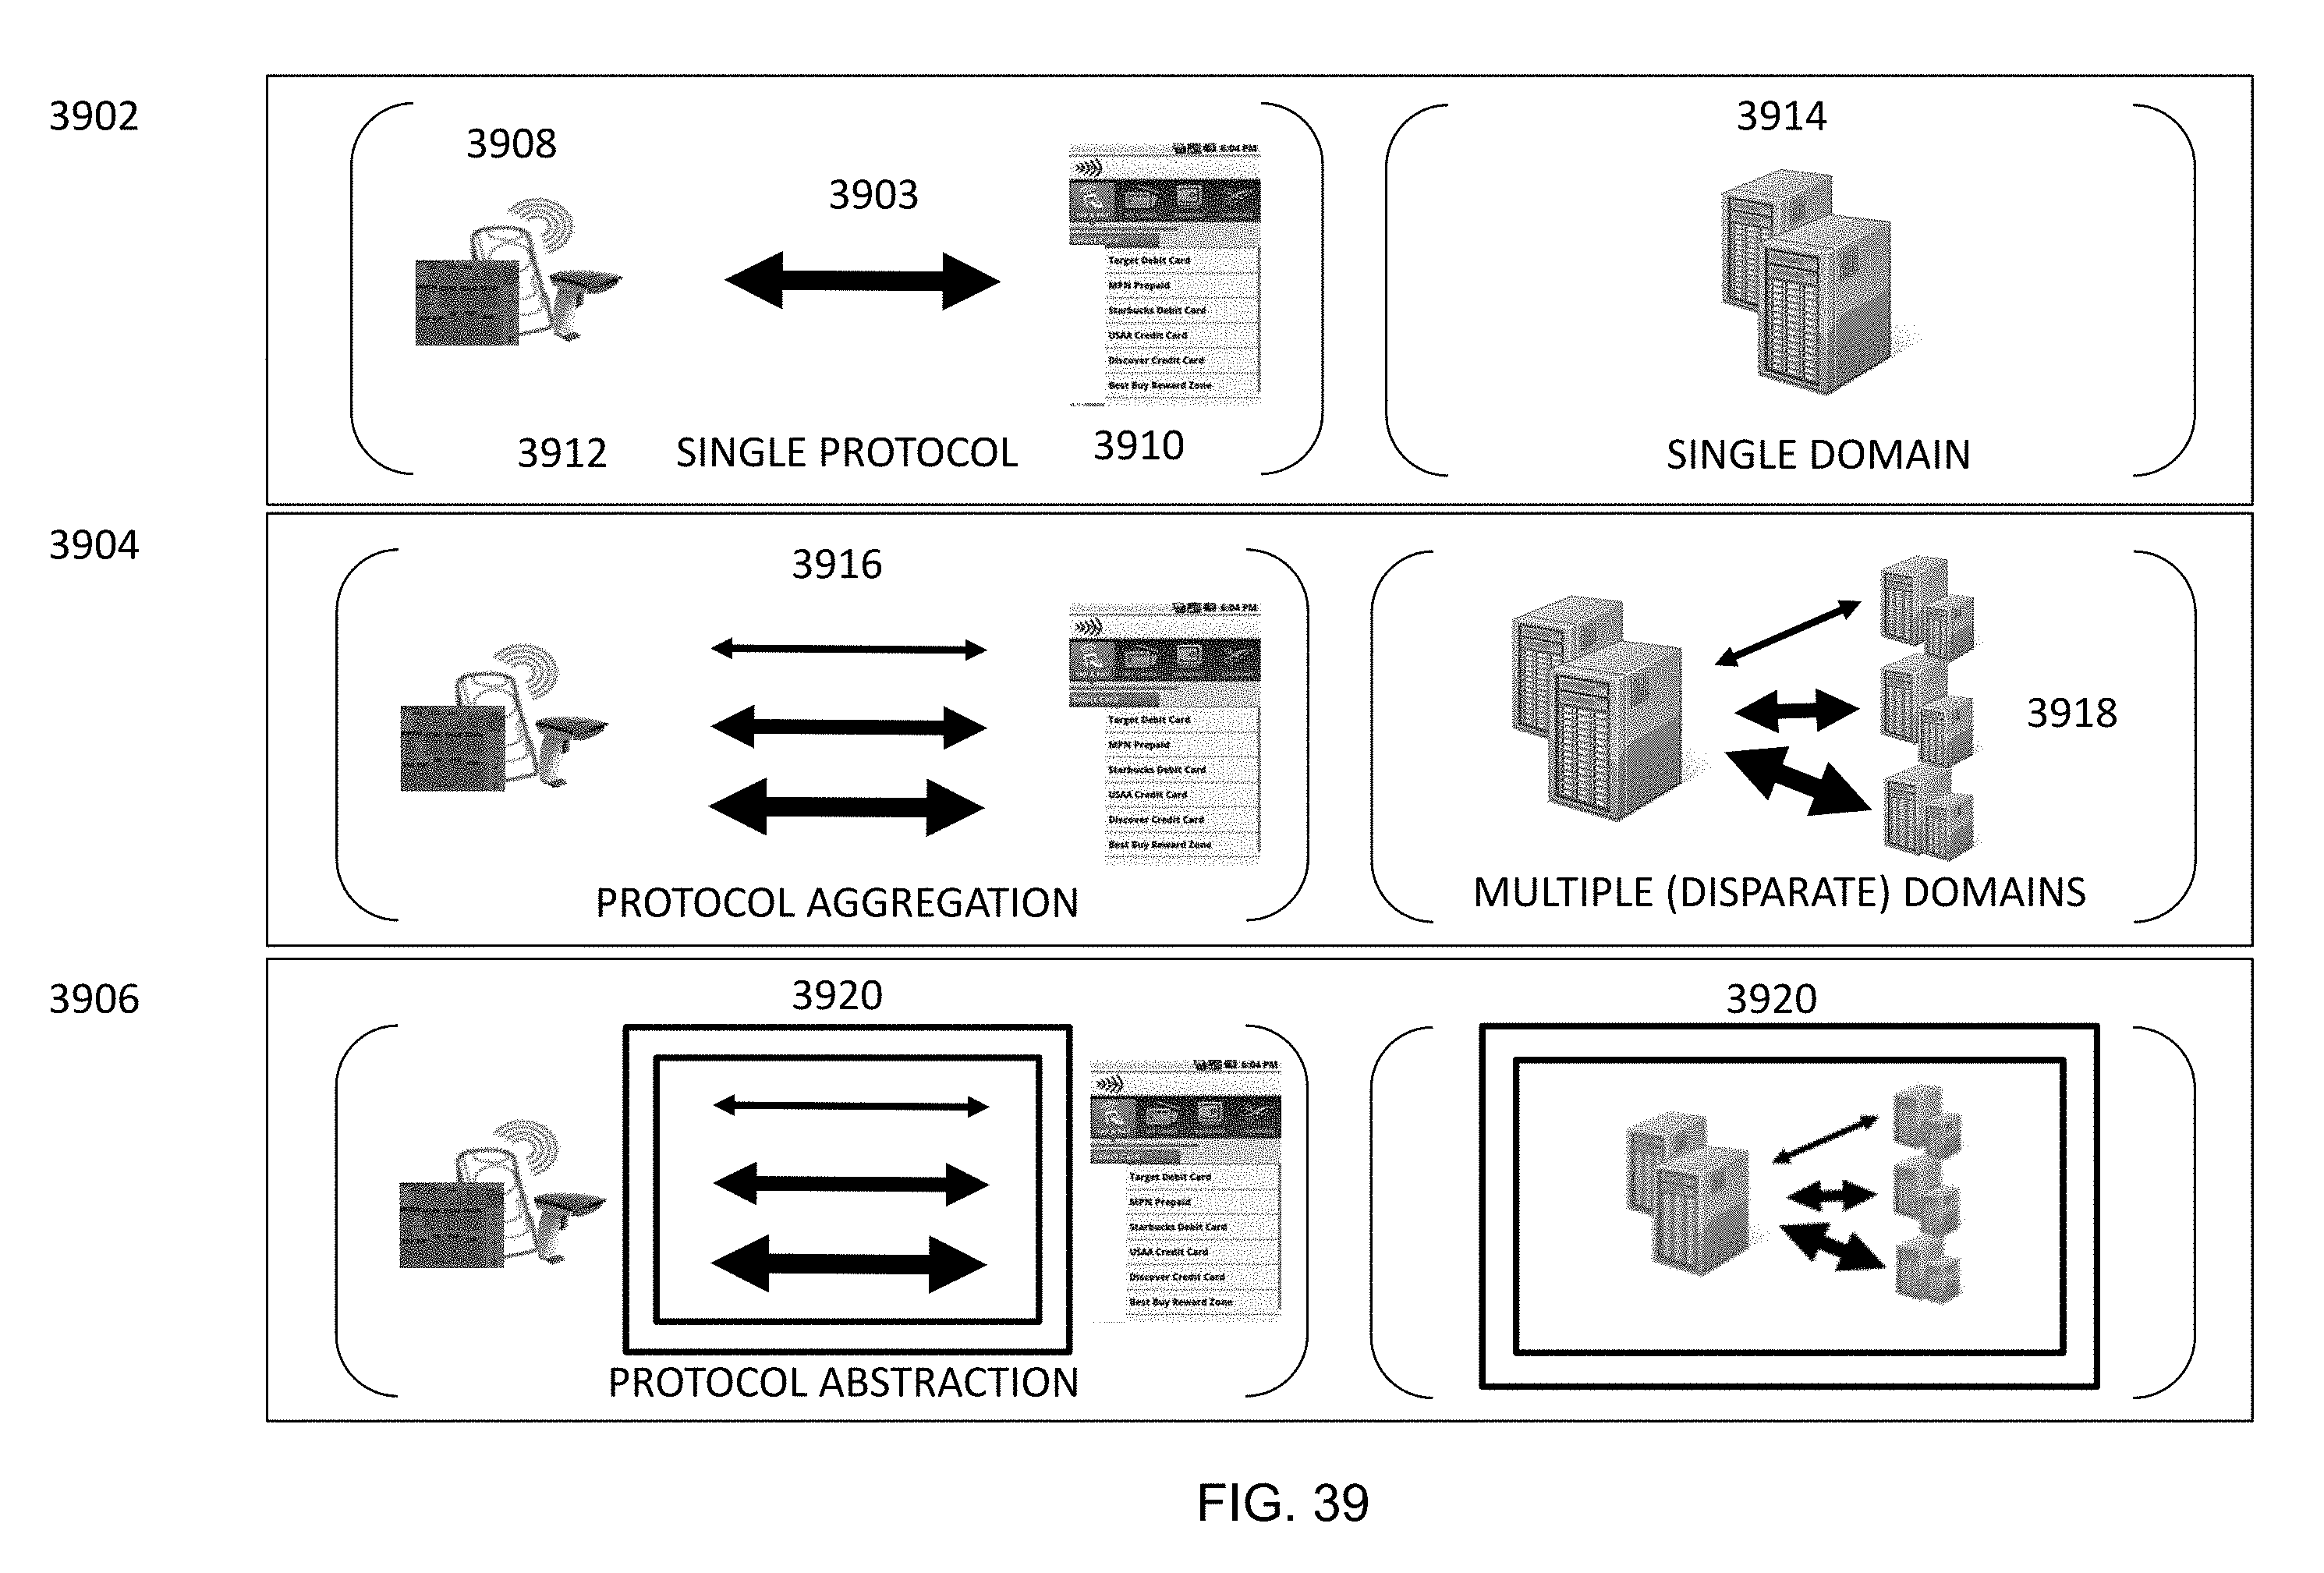 3902
3908
3903
6:04 PM
Target Debit Card
MPN Prepaid
Starbucks Debit Card
USAA Credit Card
Discover Credit Card
Best Buy Reward Zone
3912
SINGLE PROTOCOL
3910
3914
SINGLE DOMAIN
3904
3916
6:04 PM
Target Debit Card
MPN Prepaid
Starbucks Debit Card
USAA Credit Card
Discover Credit Card
Best Buy Reward Zone
PROTOCOL AGGREGATION
3918
MULTIPLE (DISPARATE) DOMAINS
3906
3920
6:04 PM
Target Debit Card
MPN Prepaid
Starbucks Debit Card
USAA Credit Card
Discover Credit Card
Best Buy Reward Zone
PROTOCOL ABSTRACTION
3920
FIG. 39